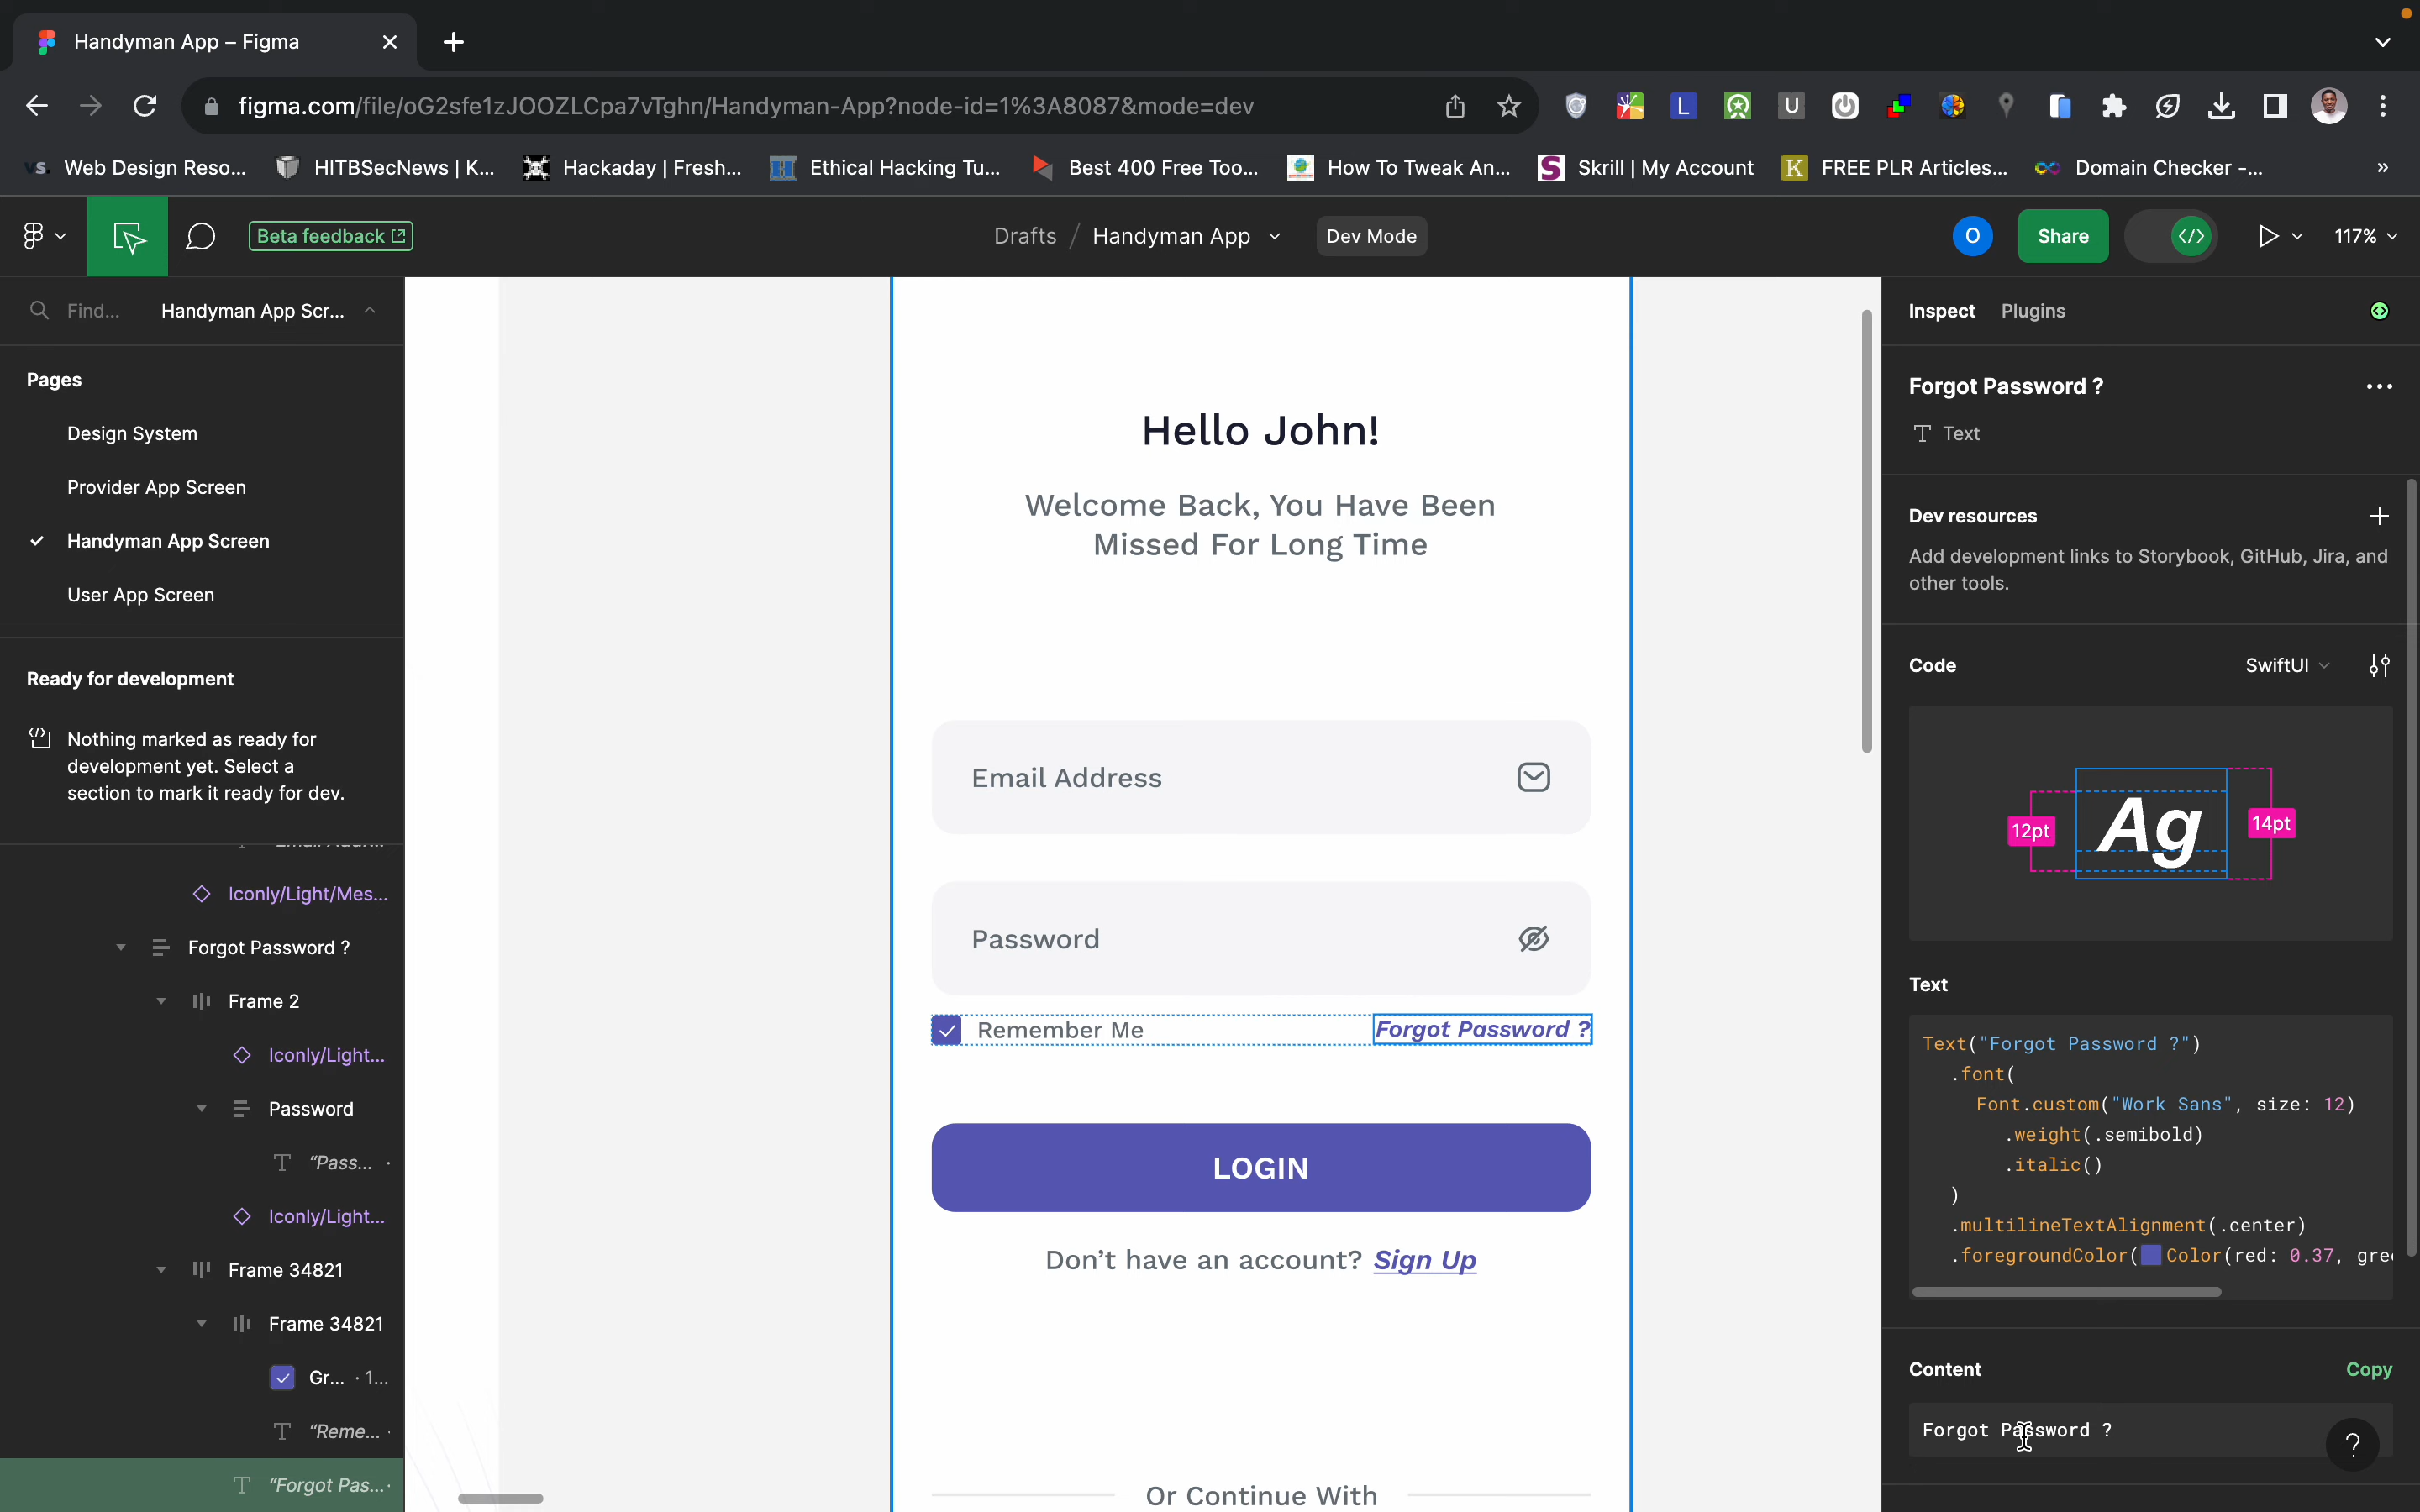 Handyman App – Figma
figma.com/file/oG2sfe1zJOOZLCpa7vTghn/Handyman-App?node-id=1%3A8087&mode=dev
vs. Web Design Reso... HITBSecNews | K... Hackaday | Fresh... Ethical Hacking Tu... Best 400 Free Too... How To Tweak An... Skrill | My Account FREE PLR Articles... Domain Checker -... »
Beta feedback Drafts / Handyman App Dev Mode O Share 117%
Find... Handyman App Scr...
Pages
Design System
Provider App Screen
Handyman App Screen
User App Screen
Ready for development
Nothing marked as ready for
development yet. Select a
section to mark it ready for dev.
Iconly/Light/Mes...
Forgot Password ?
Frame 2
Iconly/Light...
Password
“Pass...
Iconly/Light...
Frame 34821
Frame 34821
Gr... · 1...
“Reme...
“Forgot Pas...
Hello John!
Welcome Back, You Have Been
Missed For Long Time
Email Address
Password
Remember Me Forgot Password ?
LOGIN
Don’t have an account? Sign Up
Or Continue With
Inspect Plugins
Forgot Password ?
Text
Dev resources
Add development links to Storybook, GitHub, Jira, and
other tools.
Code SwiftUI
12pt Ag 14pt
Text
Text("Forgot Password ?")
.font(
Font.custom("Work Sans", size: 12)
.weight(.semibold)
.italic()
)
.multilineTextAlignment(.center)
.foregroundColor(Color(red: 0.37, gree
Content Copy
Forgot Password ?
?